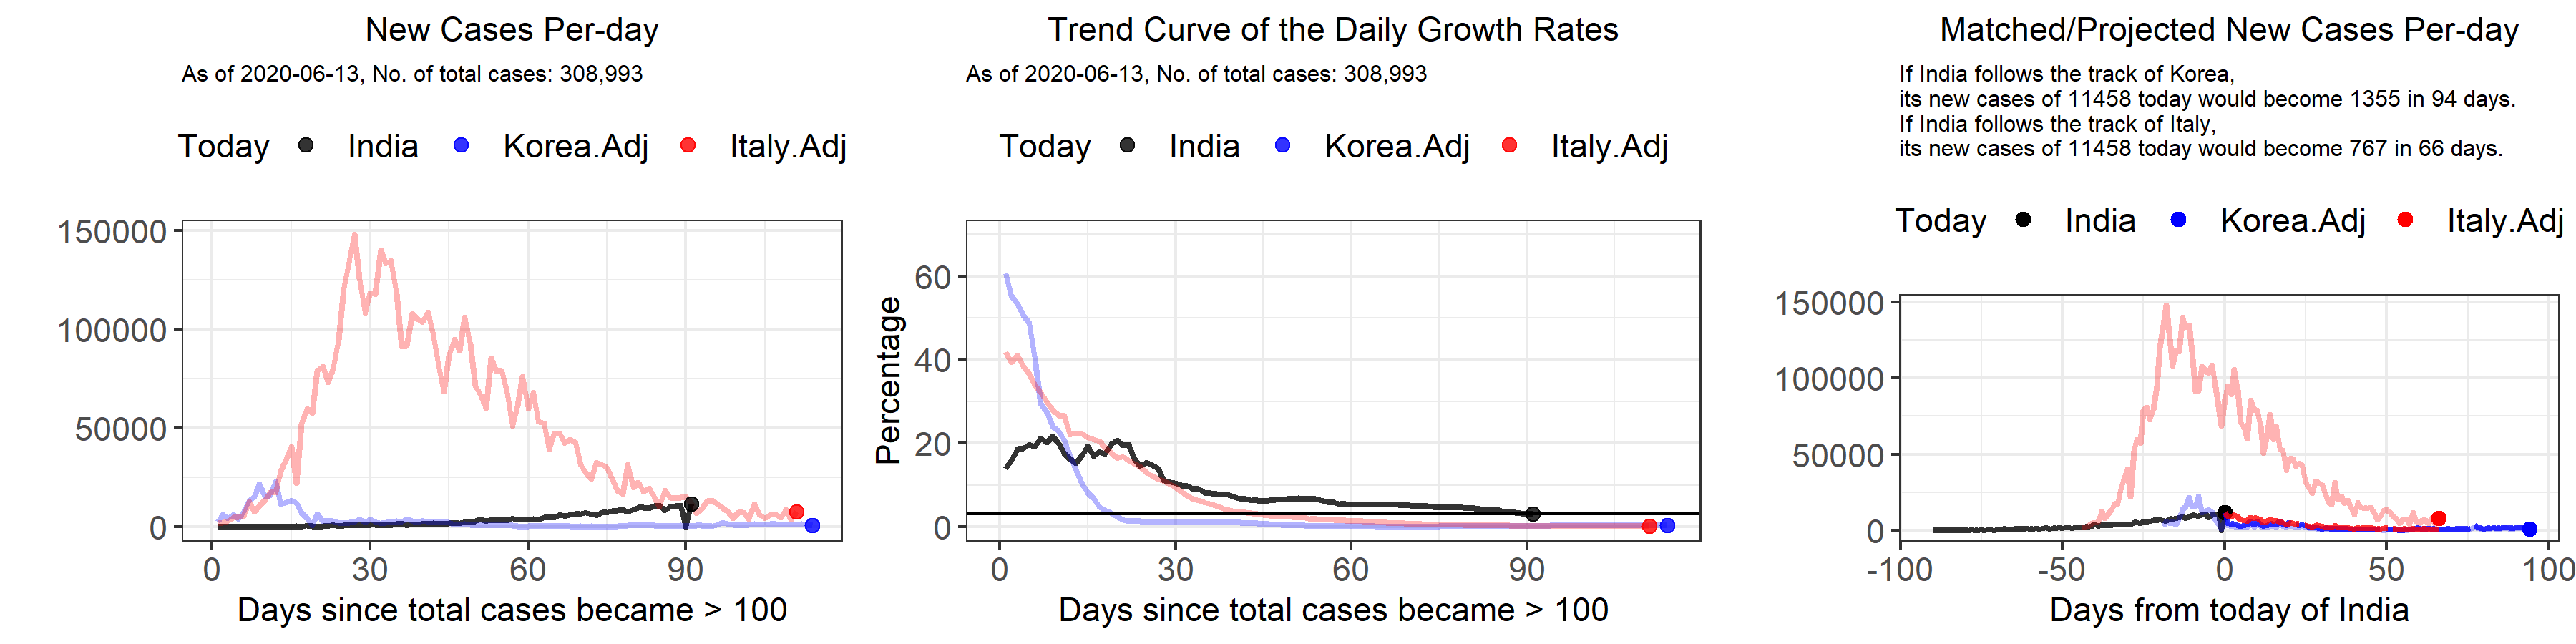 New Cases Per-day
As of 2020-06-13, No. of total cases: 308,993
Today India Korea.Adj Italy.Adj
150000
100000
50000
0
0 30 60 90
Days since total cases became > 100
Trend Curve of the Daily Growth Rates
As of 2020-06-13, No. of total cases: 308,993
Today India Korea.Adj Italy.Adj
Percentage
60
40
20
0
0 30 60 90
Days since total cases became > 100
Matched/Projected New Cases Per-day
If India follows the track of Korea,
its new cases of 11458 today would become 1355 in 94 days.
If India follows the track of Italy,
its new cases of 11458 today would become 767 in 66 days.
Today India Korea.Adj Italy.Adj
150000
100000
50000
0
-100 -50 0 50 100
Days from today of India